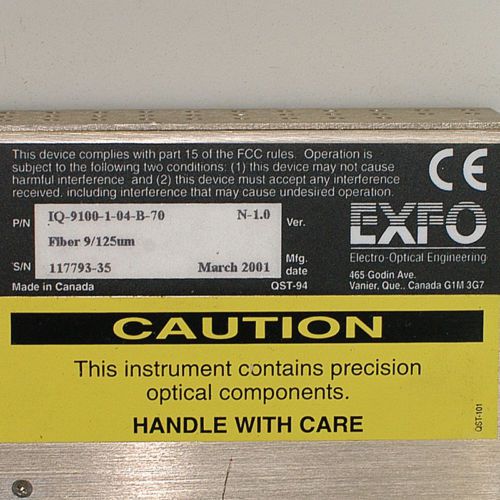 This device complies with part 15 of the FCC rules. Operation is
subject to the following two conditions: (1) this device may not cause
harmful interference and (2) this device must accept any interference
received, including interference that may cause undesired operation.
CE
P/N IQ-9100-1-04-B-70 N-1.0 Ver.
Fiber 9/125um
S/N 117793-35 March 2001 Mfg. date
Made in Canada QST-94
EXFO
Electro-Optical Engineering
465 Godin Ave.
Vanier, Que., Canada G1M 3G7
CAUTION
This instrument contains precision
optical components.
HANDLE WITH CARE
QST-101